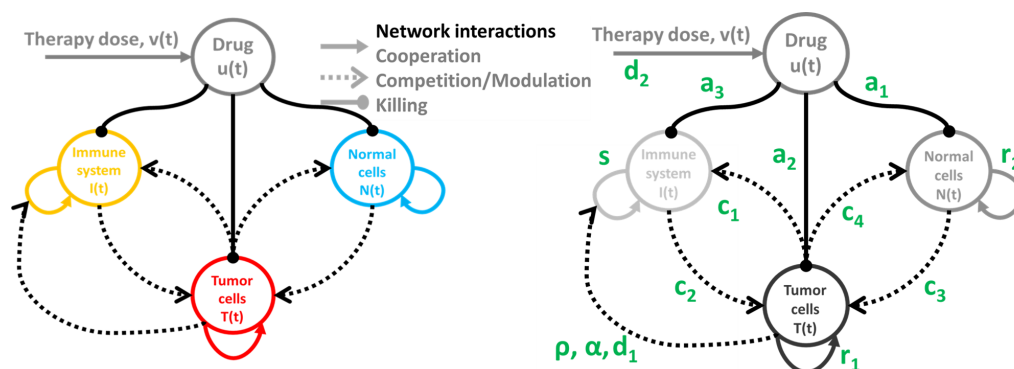 Therapy dose, v(t)
Drug
u(t)
Network interactions
Cooperation
Competition/Modulation
Killing
Immune
system
I(t)
Normal
cells
N(t)
Tumor
cells
T(t)
Therapy dose, v(t)
d₂
Drug
u(t)
a₃
a₁
a₂
s
Immune
system
I(t)
Normal
cells
N(t)
r₂
c₁
c₄
c₂
c₃
Tumor
cells
T(t)
ρ, α, d₁
r₁